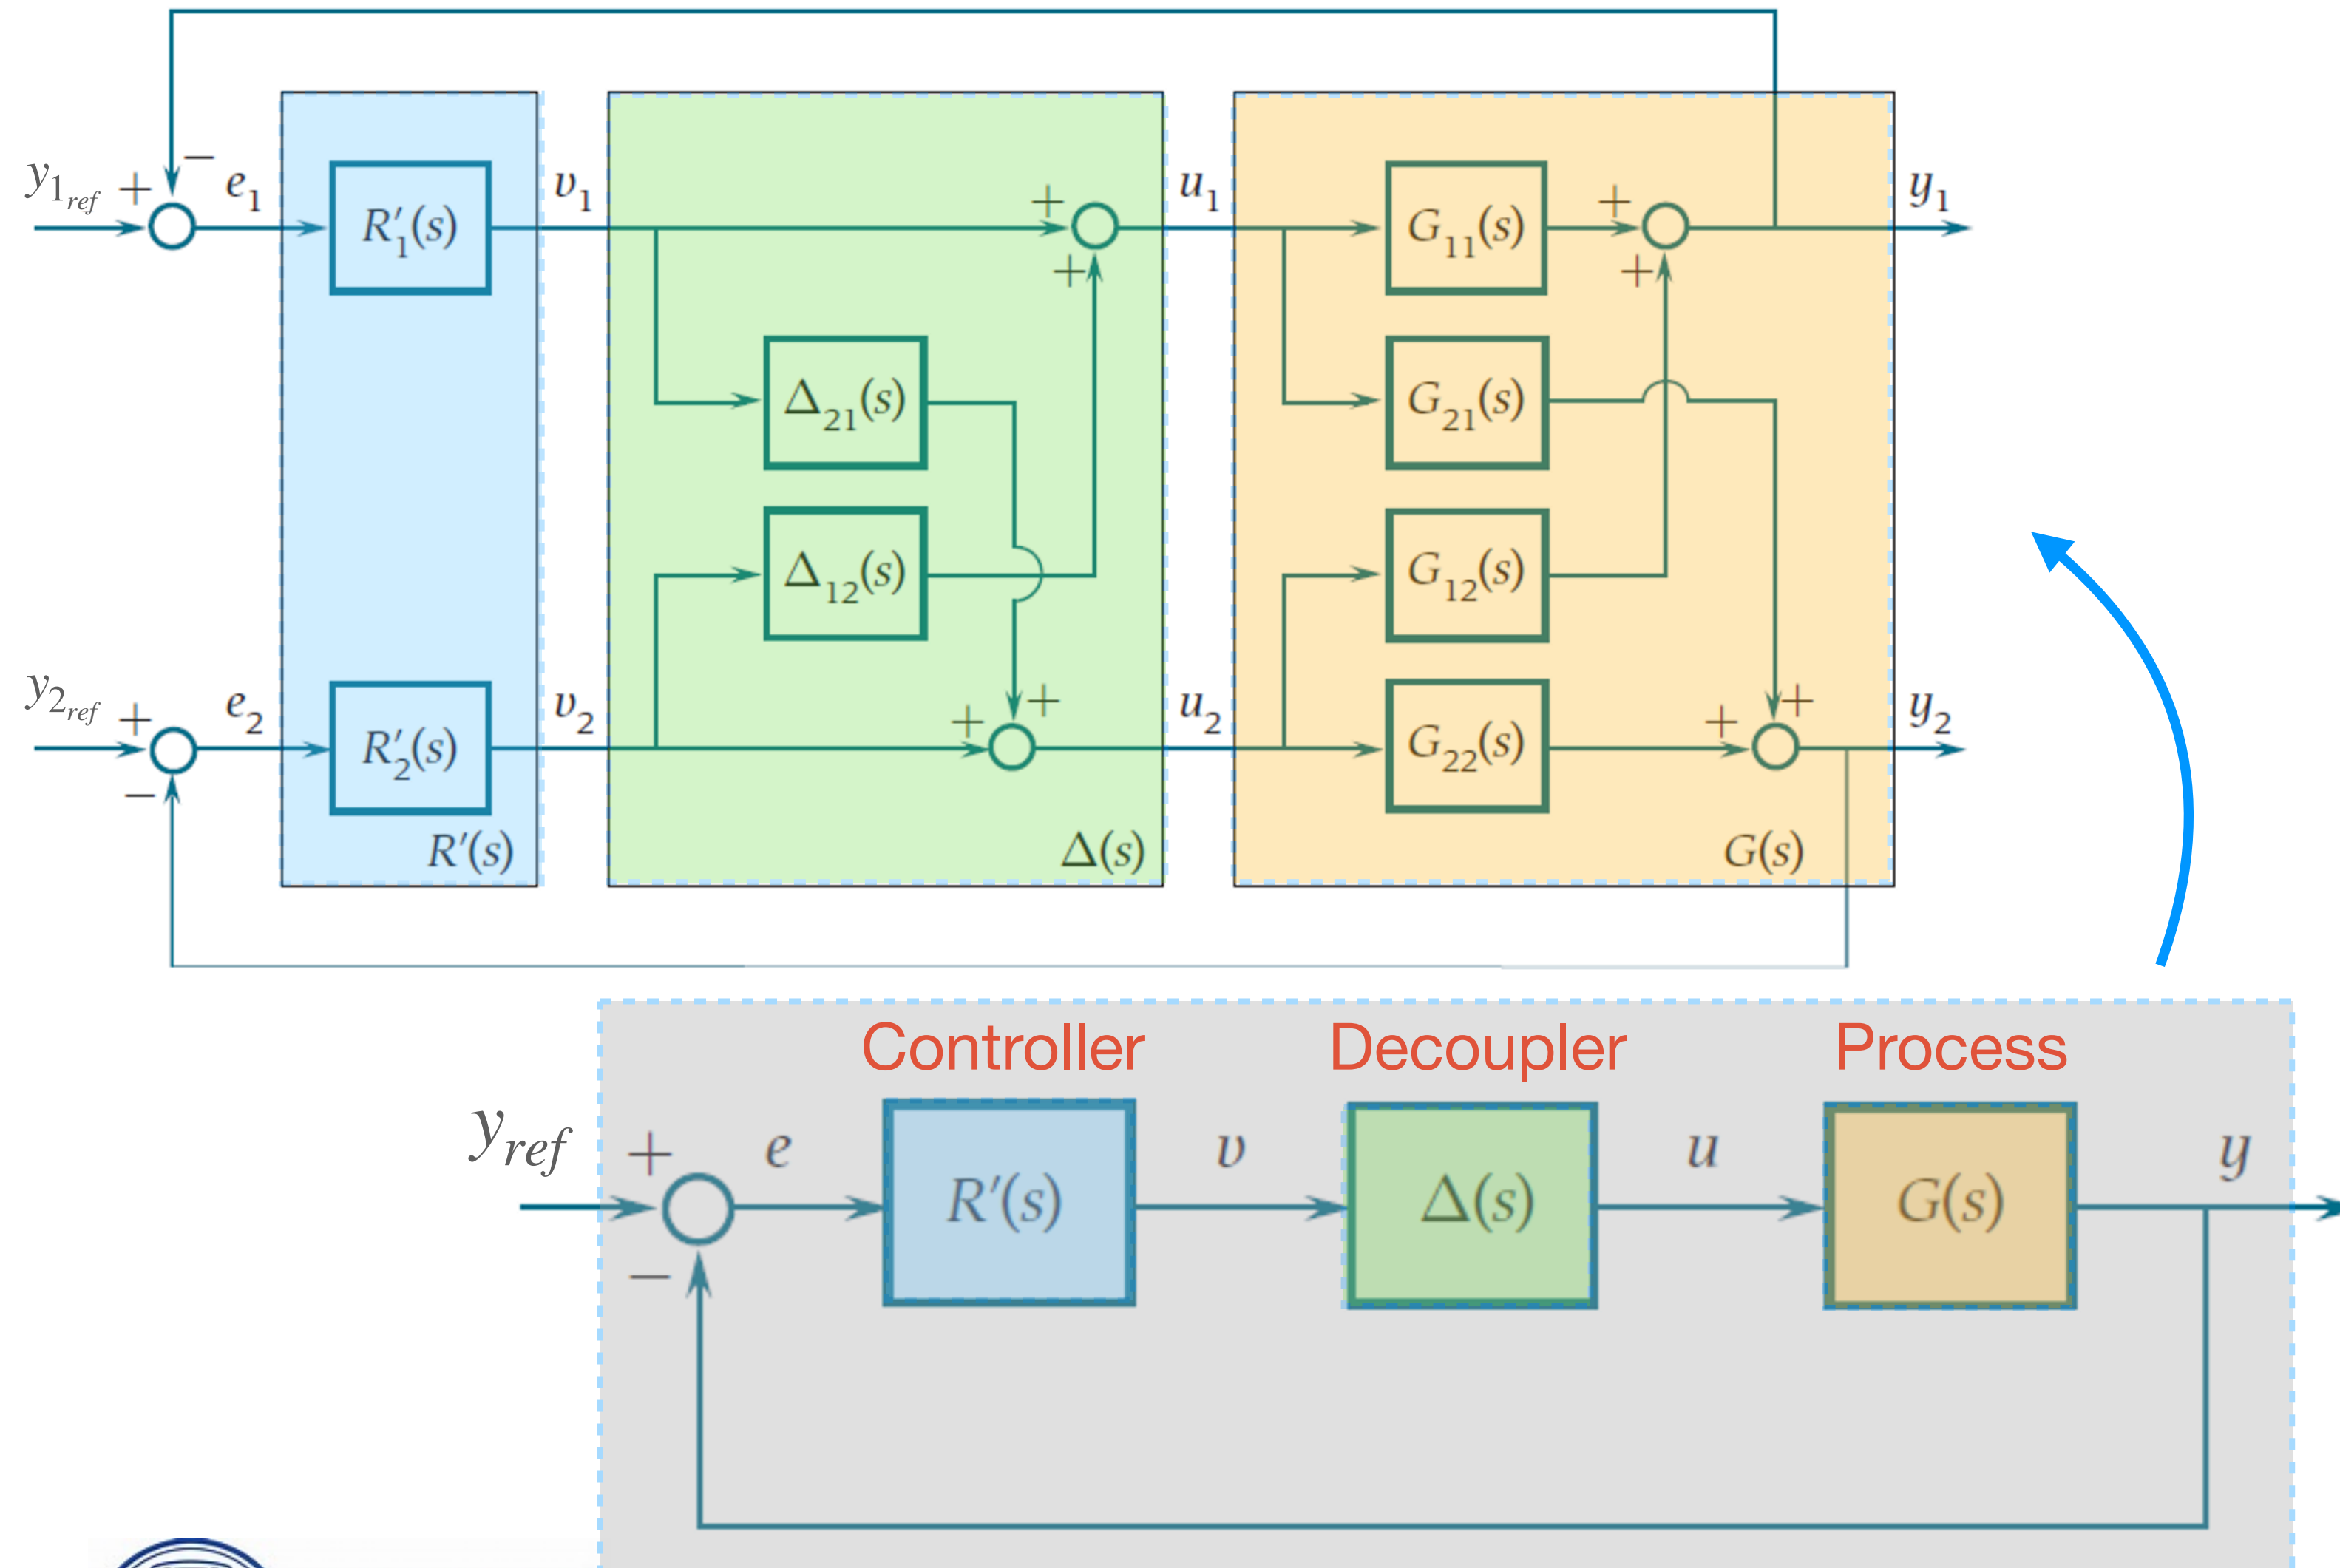 y₁ref + − e₁ R′₁(s) v₁ + + u₁ G₁₁(s) + + y₁
Δ₂₁(s) G₂₁(s)
Δ₁₂(s) G₁₂(s)
y₂ref + − e₂ R′₂(s) v₂ + + u₂ G₂₂(s) + + y₂
R′(s) Δ(s) G(s)
Controller Decoupler Process
y_ref + − e R′(s) v Δ(s) u G(s) y